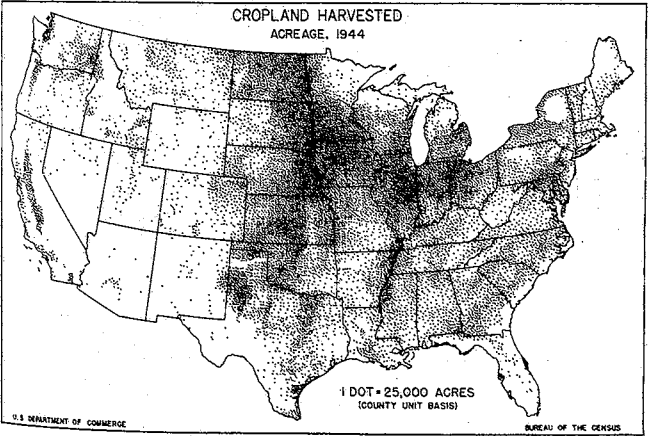 CROPLAND HARVESTED
ACREAGE, 1944
1 DOT = 25,000 ACRES
(COUNTY UNIT BASIS)
U.S DEPARTMENT OF COMMERCE
BUREAU OF THE CENSUS